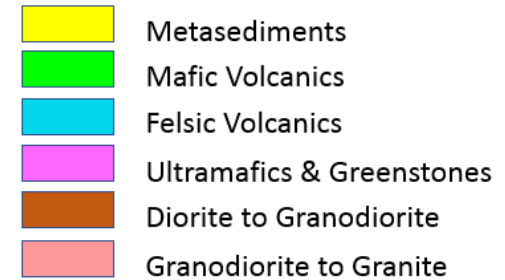 Metasediments
Mafic Volcanics
Felsic Volcanics
Ultramafics & Greenstones
Diorite to Granodiorite
Granodiorite to Granite